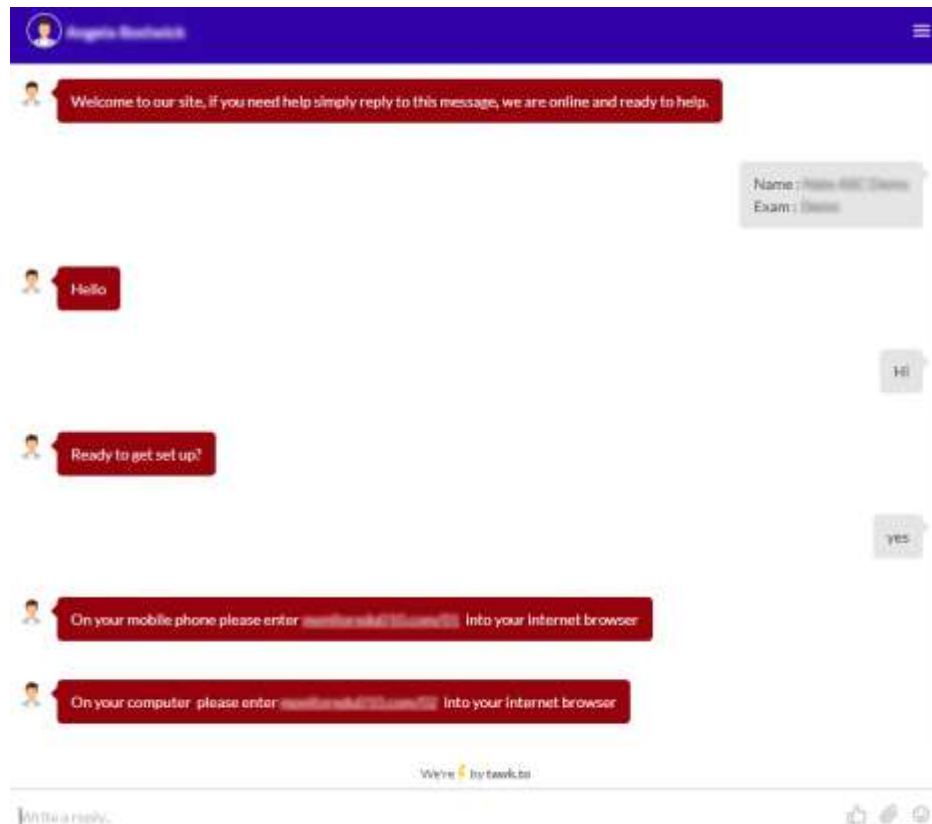 Welcome to our site, if you need help simply reply to this message, we are online and ready to help.
Name :
Exam :
Hello
Hi
Ready to get set up?
yes
On your mobile phone please enter Into your Internet browser
On your computer please enter Into your internet browser
We're by tawk.to
Write a reply..